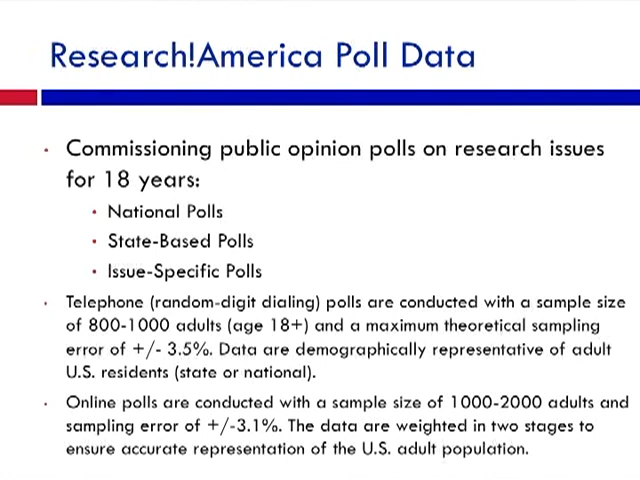 Research!America Poll Data
Commissioning public opinion polls on research issues
for 18 years:
National Polls
State-Based Polls
Issue-Specific Polls
Telephone (random-digit dialing) polls are conducted with a sample size
of 800-1000 adults (age 18+) and a maximum theoretical sampling
error of +/- 3.5%. Data are demographically representative of adult
U.S. residents (state or national).
Online polls are conducted with a sample size of 1000-2000 adults and
sampling error of +/-3.1%. The data are weighted in two stages to
ensure accurate representation of the U.S. adult population.